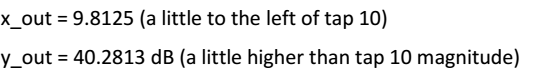 x_out = 9.8125 (a little to the left of tap 10)
y_out = 40.2813 dB (a little higher than tap 10 magnitude)